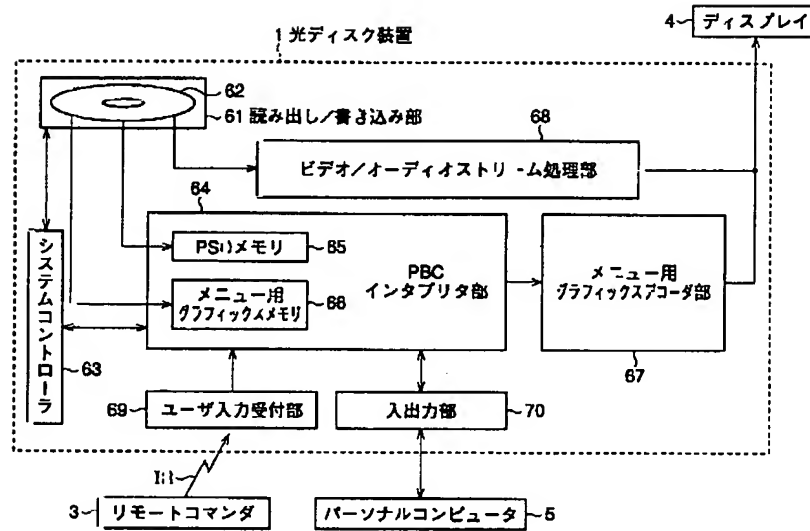 4 ディスプレイ
1 光ディスク装置
62
61 読み出し／書き込み部
68
ビデオ／オーディオストリーム処理部
64
PSDメモリ
65
PBC
インタプリタ部
メニュー用
グラフィックスメモリ
66
メニュー用
グラフィックスデコーダ部
67
システムコントローラ
63
69
ユーザ入力受付部
入出力部
70
3 リモートコマンダ
パーソナルコンピュータ
5